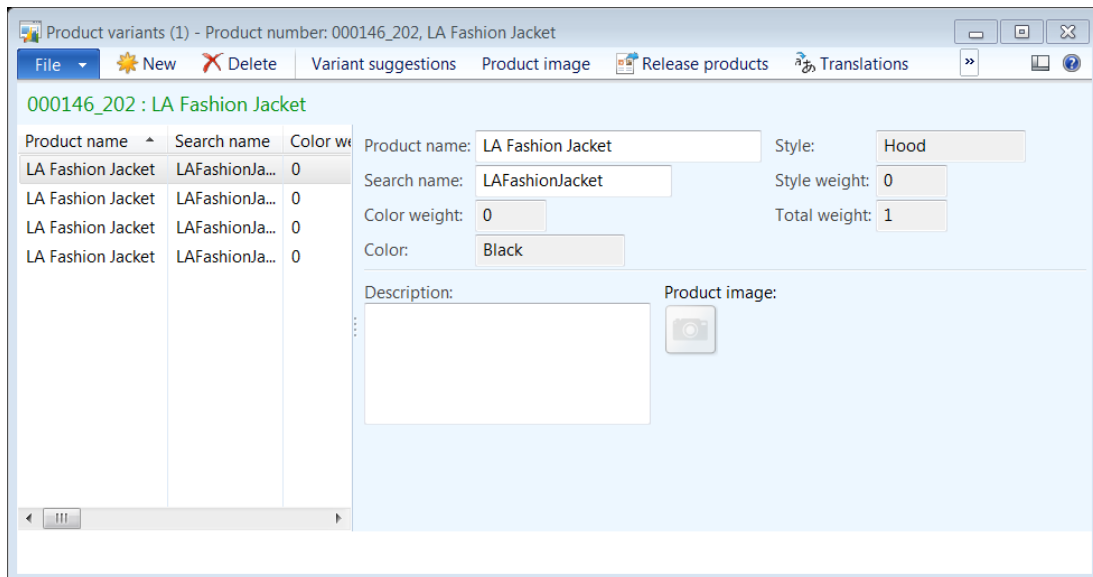 Product variants (1) - Product number: 000146_202, LA Fashion Jacket
File New Delete Variant suggestions Product image Release products Translations »
000146_202 : LA Fashion Jacket
Product name Search name Color we
LA Fashion Jacket LAFashionJa... 0
LA Fashion Jacket LAFashionJa... 0
LA Fashion Jacket LAFashionJa... 0
LA Fashion Jacket LAFashionJa... 0
Product name: LA Fashion Jacket
Search name: LAFashionJacket
Color weight: 0
Color: Black
Style: Hood
Style weight: 0
Total weight: 1
Description:
Product image: